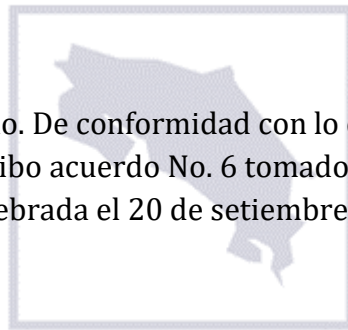 o. De conformidad con lo
ibo acuerdo No. 6 tomado
ebrada el 20 de setiembre